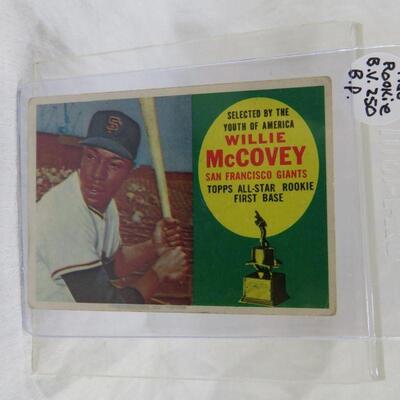 SELECTED BY THE
YOUTH OF AMERICA
WILLIE
McCOVEY
SAN FRANCISCO GIANTS
TOPPS ALL-STAR ROOKIE
FIRST BASE
SF
Rookie
B.V. 250
B.P.